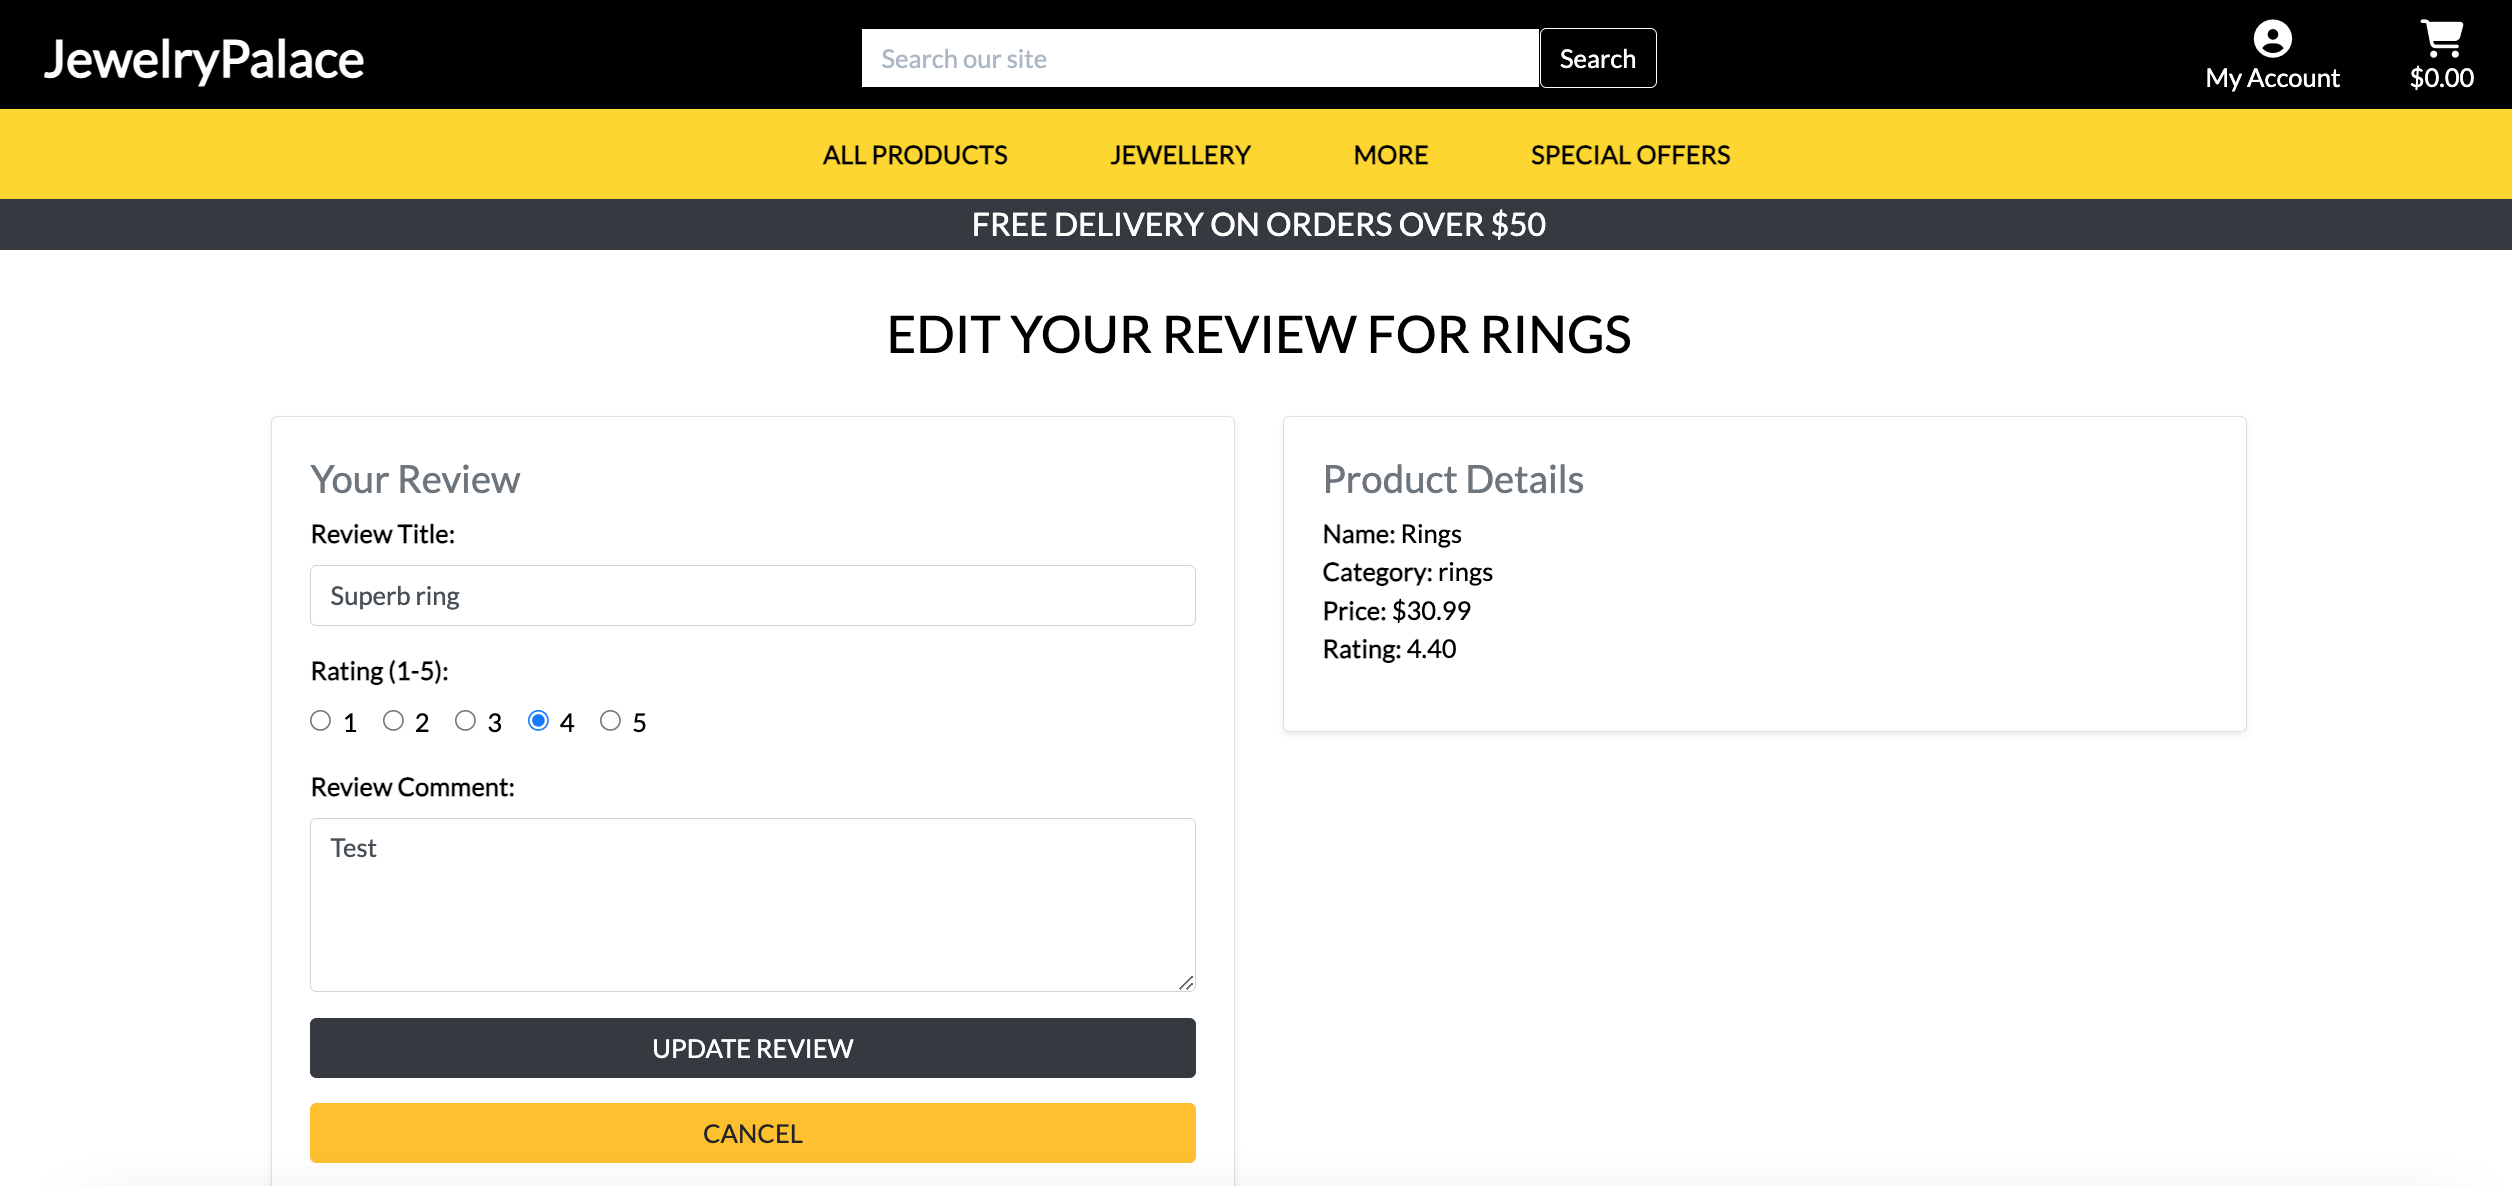 JewelryPalace
Search our site
Search
My Account
$0.00
ALL PRODUCTS
JEWELLERY
MORE
SPECIAL OFFERS
FREE DELIVERY ON ORDERS OVER $50
EDIT YOUR REVIEW FOR RINGS
Your Review
Review Title:
Superb ring
Rating (1-5):
1 2 3 4 5
Review Comment:
Test
UPDATE REVIEW
CANCEL
Product Details
Name: Rings
Category: rings
Price: $30.99
Rating: 4.40